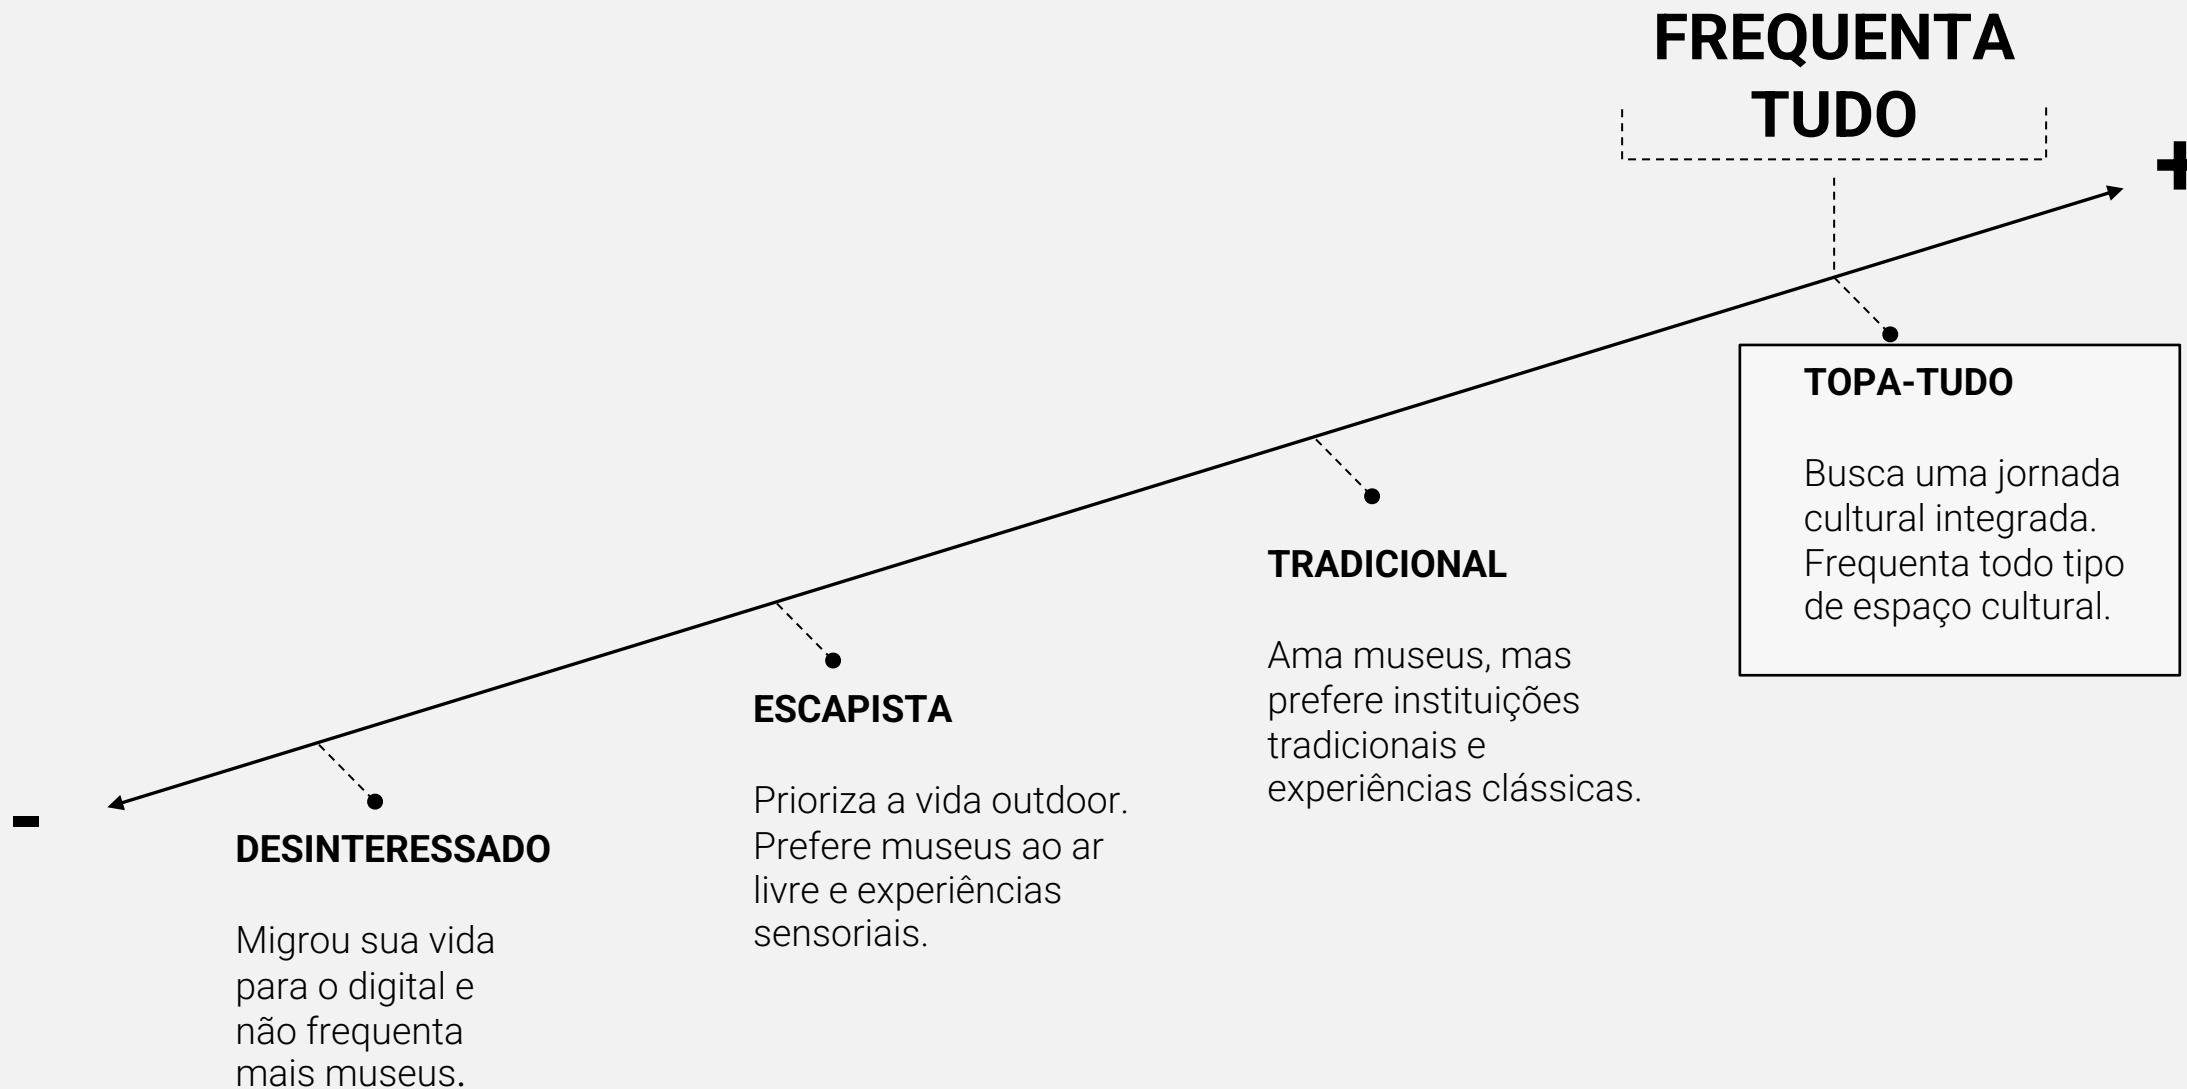 FREQUENTA
TUDO
+
TOPA-TUDO
Busca uma jornada
cultural integrada.
Frequenta todo tipo
de espaço cultural.
TRADICIONAL
Ama museus, mas
prefere instituições
tradicionais e
experiências clássicas.
ESCAPISTA
Prioriza a vida outdoor.
Prefere museus ao ar
livre e experiências
sensoriais.
-
DESINTERESSADO
Migrou sua vida
para o digital e
não frequenta
mais museus.